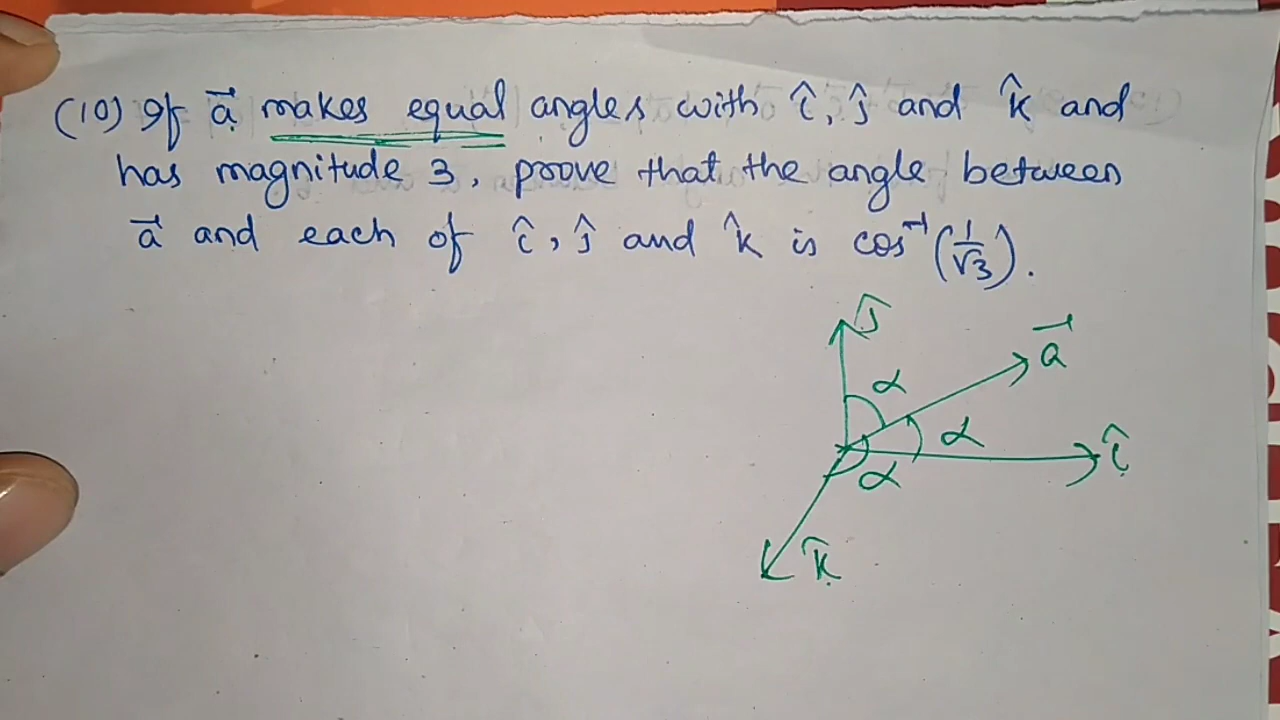 (10) If a⃗ makes equal angles with î, ĵ and k̂ and
has magnitude 3, prove that the angle between
a⃗ and each of î, ĵ and k̂ is cos⁻¹(1/√3).
ĵ
a⃗
α
α
î
α
k̂